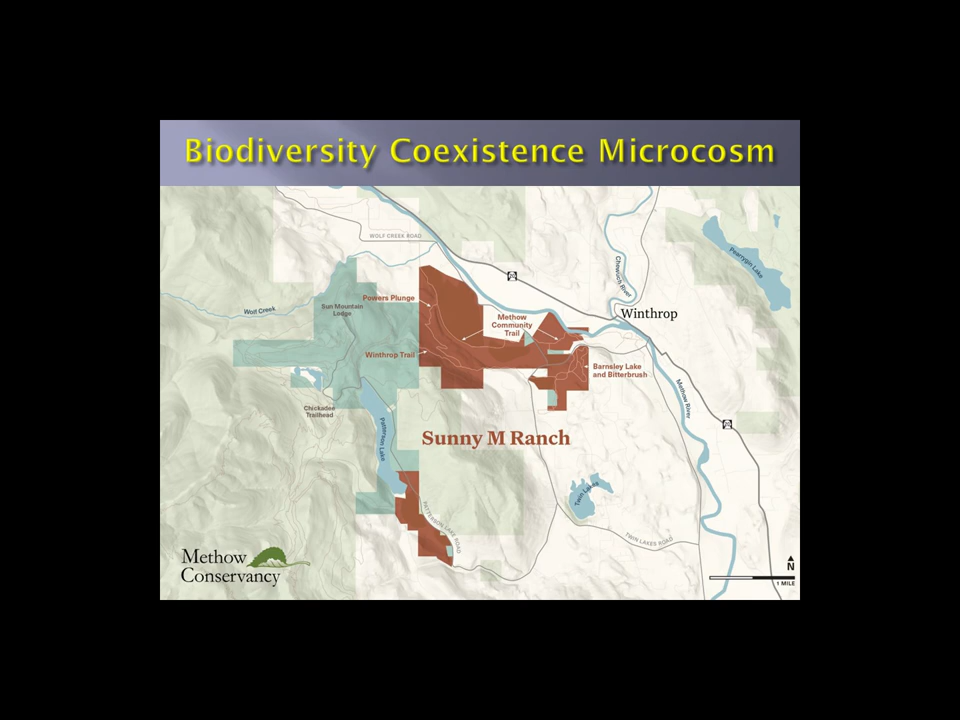 Biodiversity Coexistence Microcosm
WOLF CREEK ROAD
Pearrygin Lake
Chewuch River
Powers Plunge
Sun Mountain
Lodge
Wolf Creek
Methow
Community
Trail
Winthrop
Winthrop Trail
Barnsley Lake
and Bitterbrush
Methow River
Chickadee
Trailhead
Patterson Lake
Sunny M Ranch
Twin Lakes
PATTERSON LAKE ROAD
TWIN LAKES ROAD
Methow
Conservancy
N
1 MILE